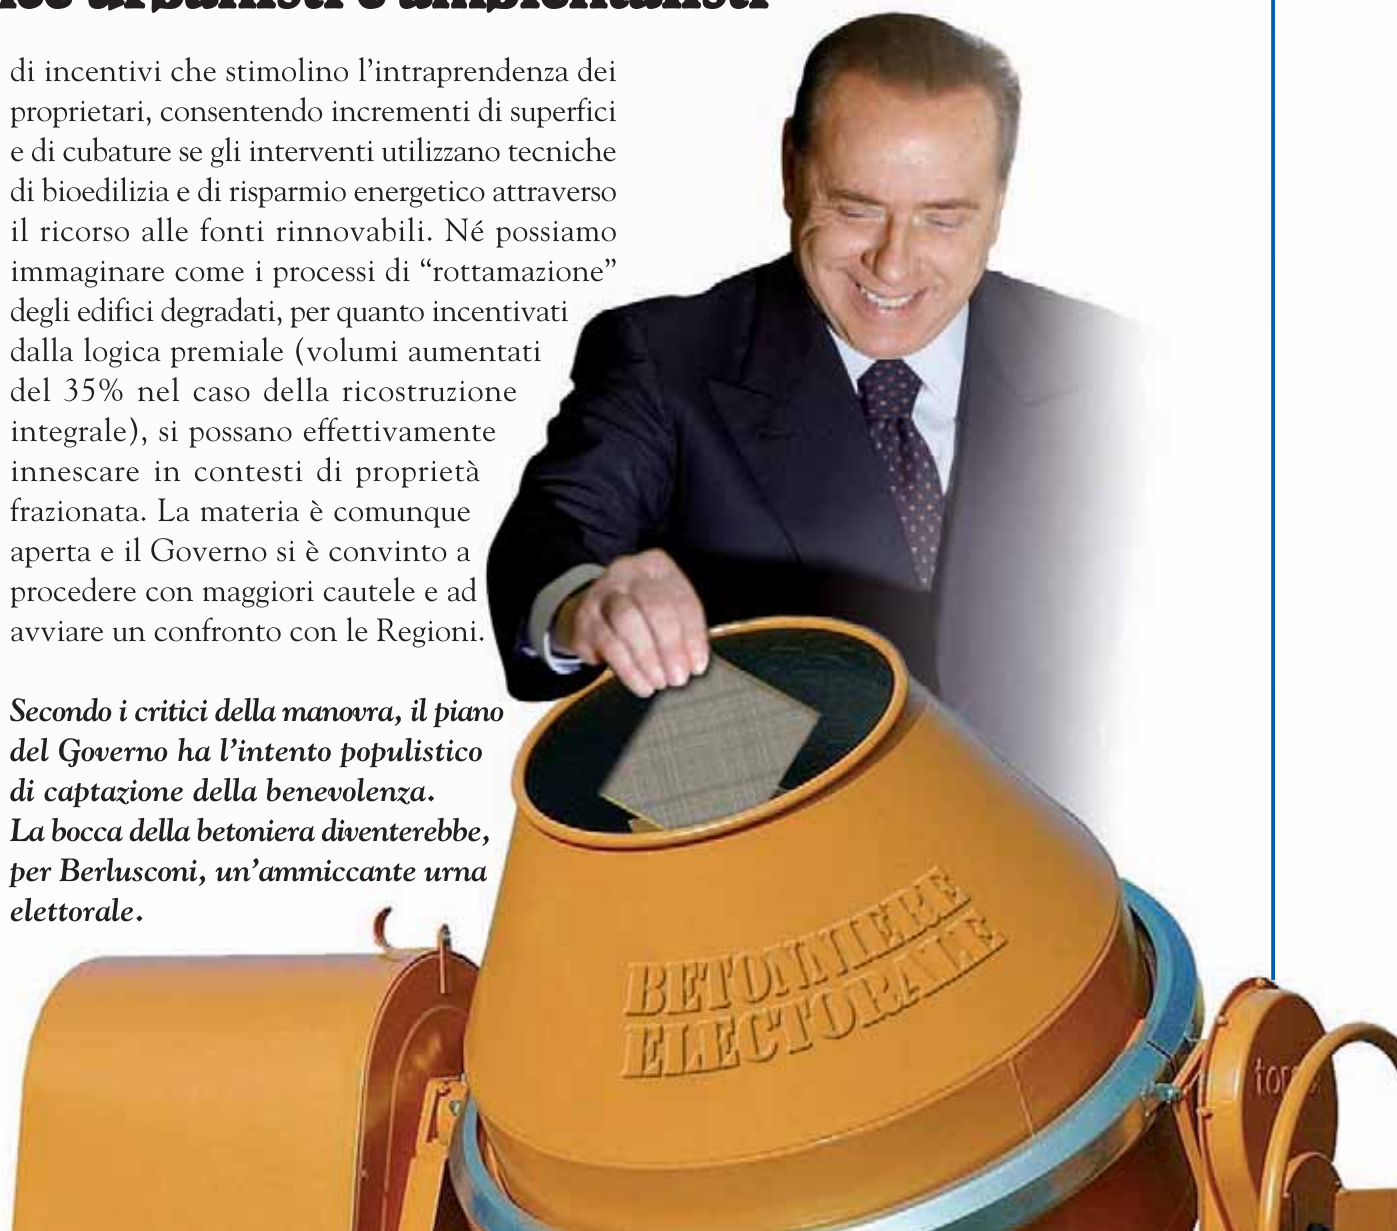 urbanisti e ambientalisti
di incentivi che stimolino l’intraprendenza dei
proprietari, consentendo incrementi di superfici
e di cubature se gli interventi utilizzano tecniche
di bioedilizia e di risparmio energetico attraverso
il ricorso alle fonti rinnovabili. Né possiamo
immaginare come i processi di “rottamazione”
degli edifici degradati, per quanto incentivati
dalla logica premiale (volumi aumentati
del 35% nel caso della ricostruzione
integrale), si possano effettivamente
innescare in contesti di proprietà
frazionata. La materia è comunque
aperta e il Governo si è convinto a
procedere con maggiori cautele e ad
avviare un confronto con le Regioni.
Secondo i critici della manovra, il piano
del Governo ha l’intento populistico
di captazione della benevolenza.
La bocca della betoniera diventerebbe,
per Berlusconi, un’ammiccante urna
elettorale.
BETONNIERE
ELECTORALE